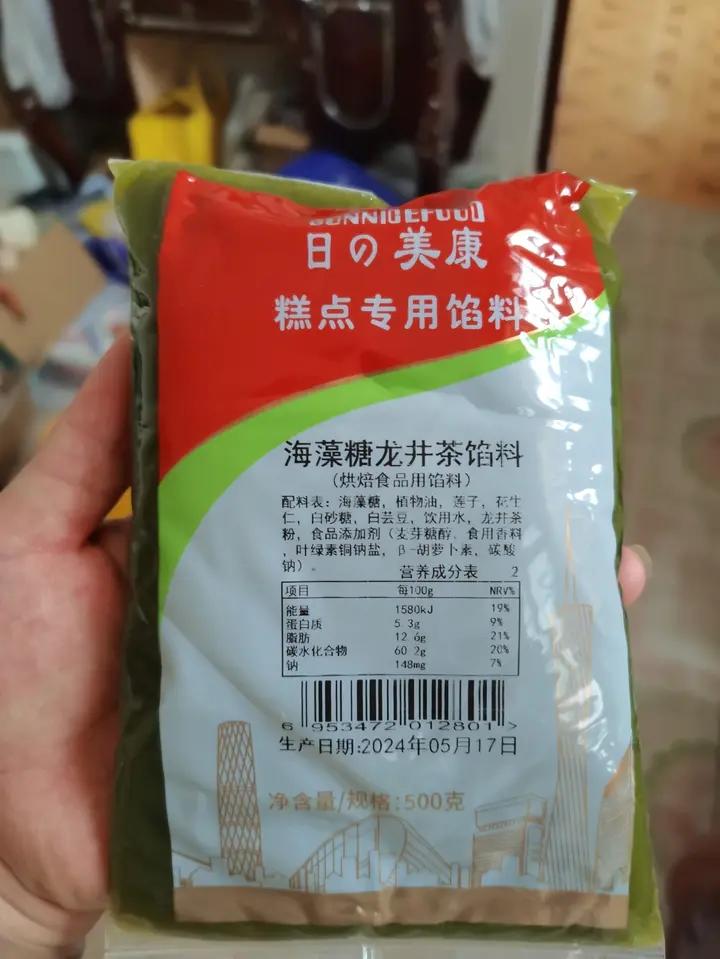 SUNNIDEFOOD
日の美康
糕点专用馅料
海藻糖龙井茶馅料
(烘焙食品用馅料)
配料表：海藻糖，植物油，莲子，花生
仁，白砂糖，白芸豆，饮用水，龙井茶
粉，食品添加剂（麦芽糖醇，食用香料
，叶绿素铜钠盐，β-胡萝卜素，碳酸
钠）。
营养成分表 2
项目 每100g NRV%
能量 1580kJ 19%
蛋白质 5.3g 9%
脂肪 12.6g 21%
碳水化合物 60.2g 20%
钠 148mg 7%
6 953472 012801 >
生产日期:2024年05月17日
净含量/规格:500克